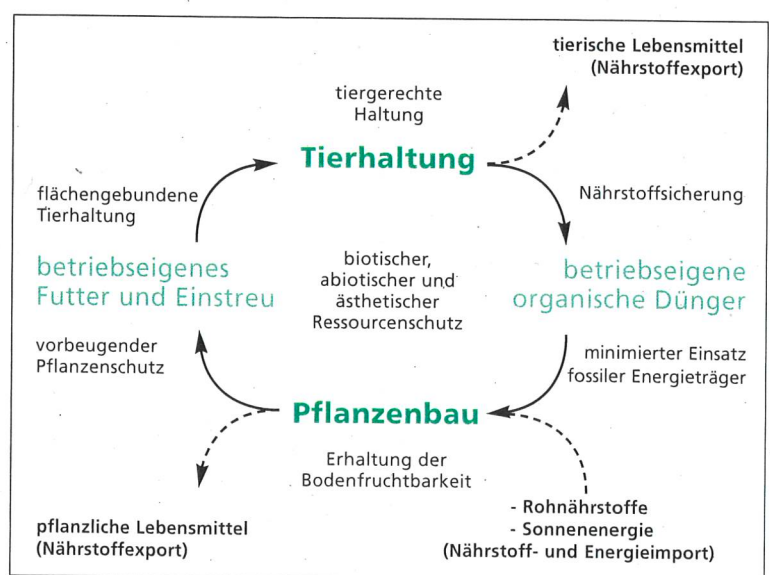 tierische Lebensmittel
(Nährstoffexport)
tiergerechte
Haltung
Tierhaltung
flächengebundene
Tierhaltung
Nährstoffsicherung
betriebseigenes
Futter und Einstreu
biotischer,
abiotischer und
ästhetischer
Ressourcenschutz
betriebseigene
organische Dünger
vorbeugender
Pflanzenschutz
minimierter Einsatz
fossiler Energieträger
Pflanzenbau
Erhaltung der
Bodenfruchtbarkeit
pflanzliche Lebensmittel
(Nährstoffexport)
- Rohnährstoffe
- Sonnenenergie
(Nährstoff- und Energieimport)